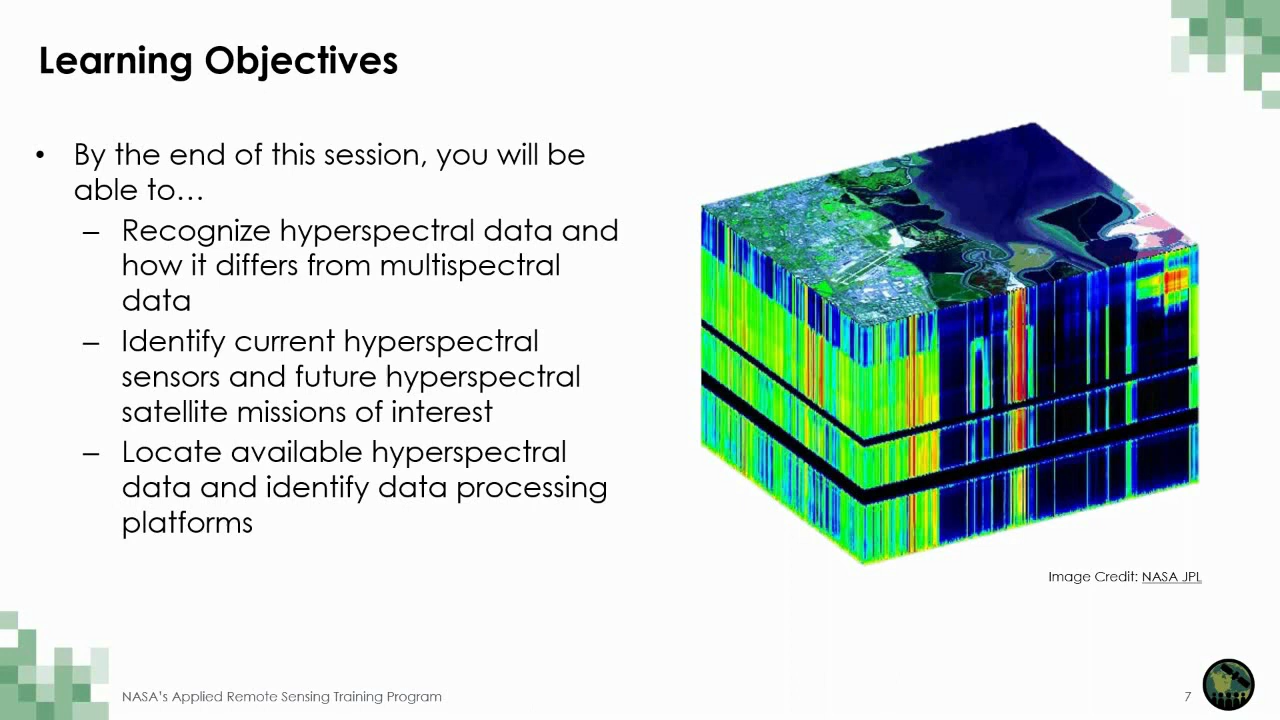 Learning Objectives
• By the end of this session, you will be
able to…
– Recognize hyperspectral data and
how it differs from multispectral
data
– Identify current hyperspectral
sensors and future hyperspectral
satellite missions of interest
– Locate available hyperspectral
data and identify data processing
platforms
Image Credit: NASA JPL
NASA's Applied Remote Sensing Training Program
7